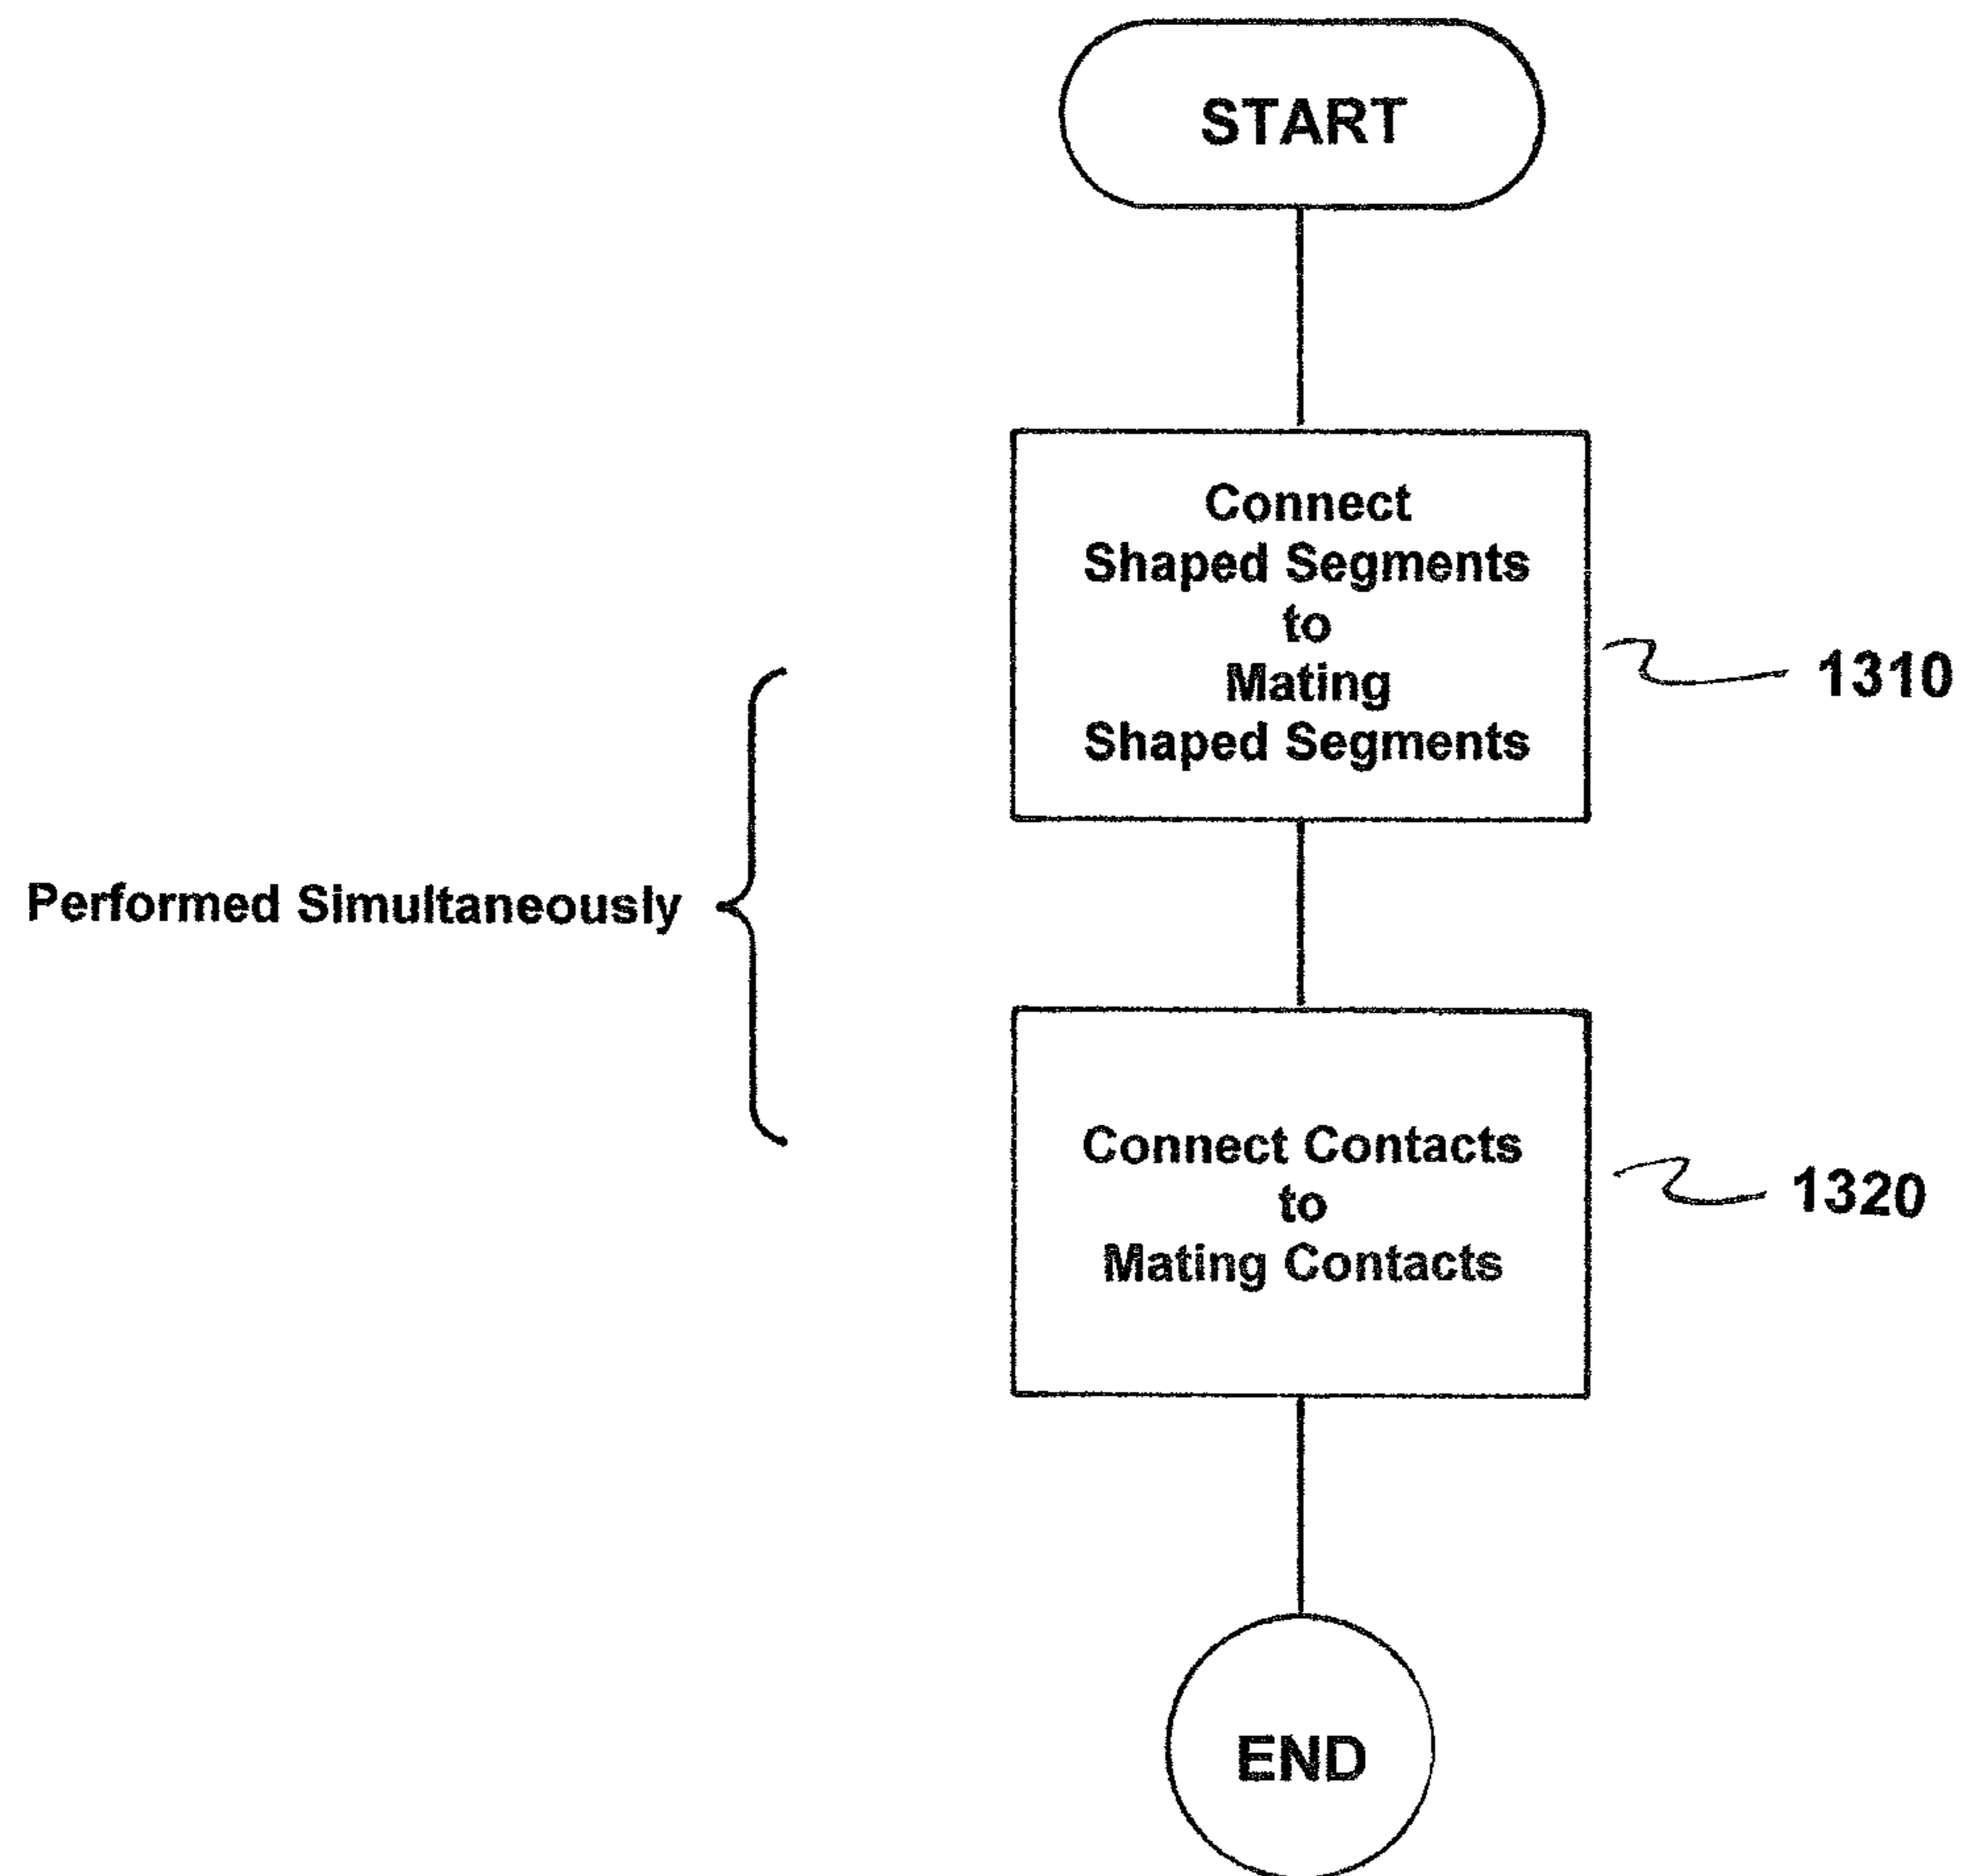 START
Connect
Shaped Segments
to
Mating
Shaped Segments
1310
Performed Simultaneously
Connect Contacts
to
Mating Contacts
1320
END